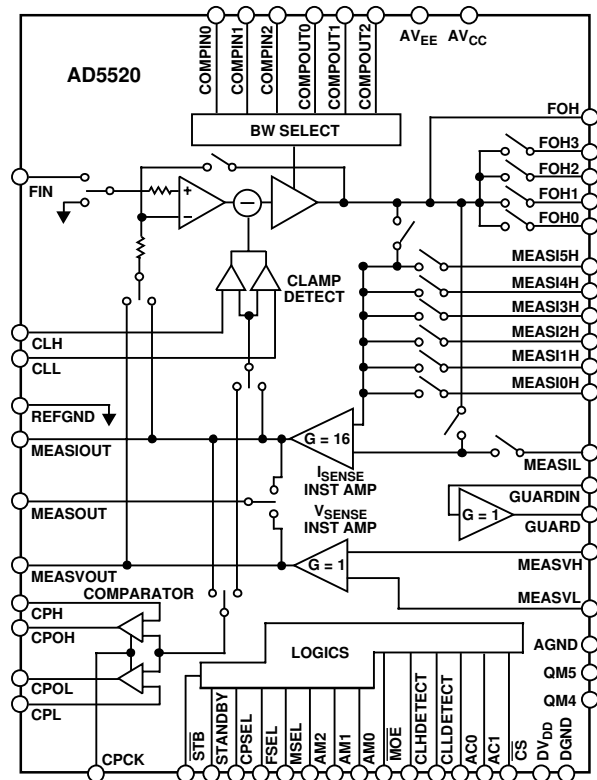 COMPIN0
COMPIN1
COMPIN2
COMPOUT0
COMPOUT1
COMPOUT2
AVEE
AVCC
AD5520
BW SELECT
FOH
FOH3
FOH2
FOH1
FOH0
FIN
+
–
–
CLAMP
DETECT
MEASI5H
MEASI4H
MEASI3H
MEASI2H
MEASI1H
MEASI0H
CLH
CLL
REFGND
MEASIOUT
G = 16
ISENSE
INST AMP
MEASIL
MEASOUT
VSENSE
INST AMP
GUARDIN
G = 1
GUARD
MEASVOUT
G = 1
MEASVH
MEASVL
COMPARATOR
CPH
CPOH
CPOL
CPL
LOGICS
AGND
QM5
QM4
CPCK
STB
STANDBY
CPSEL
FSEL
MSEL
AM2
AM1
AM0
MOE
CLHDETECT
CLLDETECT
AC0
AC1
CS
DVDD
DGND